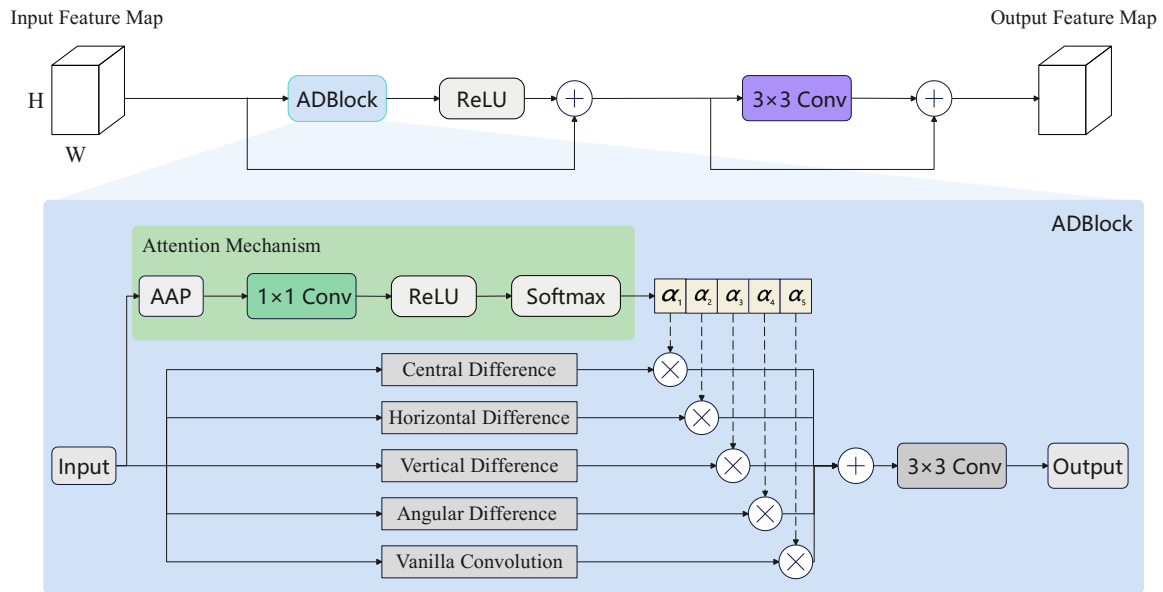 Input Feature Map
Output Feature Map
H
W
ADBlock
ReLU
+
3×3 Conv
+
ADBlock
Attention Mechanism
AAP
1×1 Conv
ReLU
Softmax
α₁ α₂ α₃ α₄ α₅
Central Difference
×
Horizontal Difference
×
Input
Vertical Difference
×
+
3×3 Conv
Output
Angular Difference
×
Vanilla Convolution
×